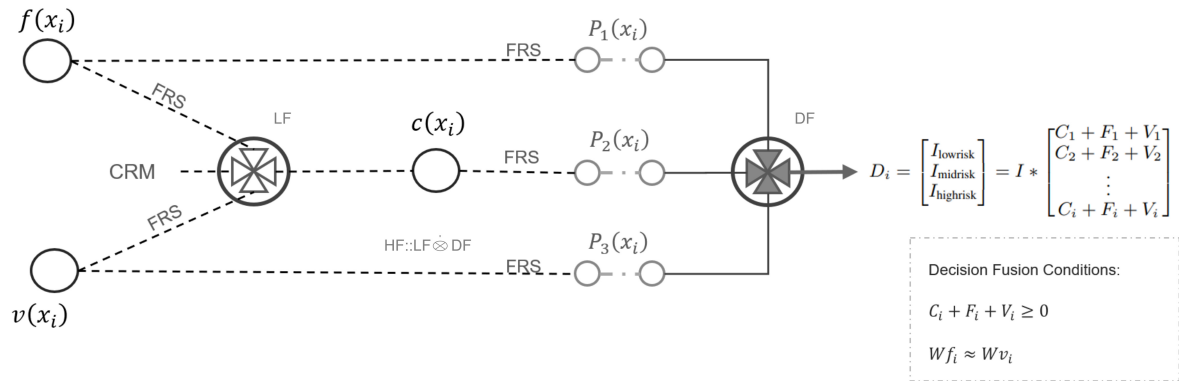 f(x_i)
P_1(x_i)
FRS
FRS
LF
c(x_i)
P_2(x_i)
DF
CRM
FRS
D_i = [I_lowrisk I_midrisk I_highrisk] = I * [C_1 + F_1 + V_1 C_2 + F_2 + V_2 ⋮ C_i + F_i + V_i]
FRS
HF::LF ⊗̇ DF
P_3(x_i)
FRS
v(x_i)
Decision Fusion Conditions:
C_i + F_i + V_i ≥ 0
Wf_i ≈ Wv_i